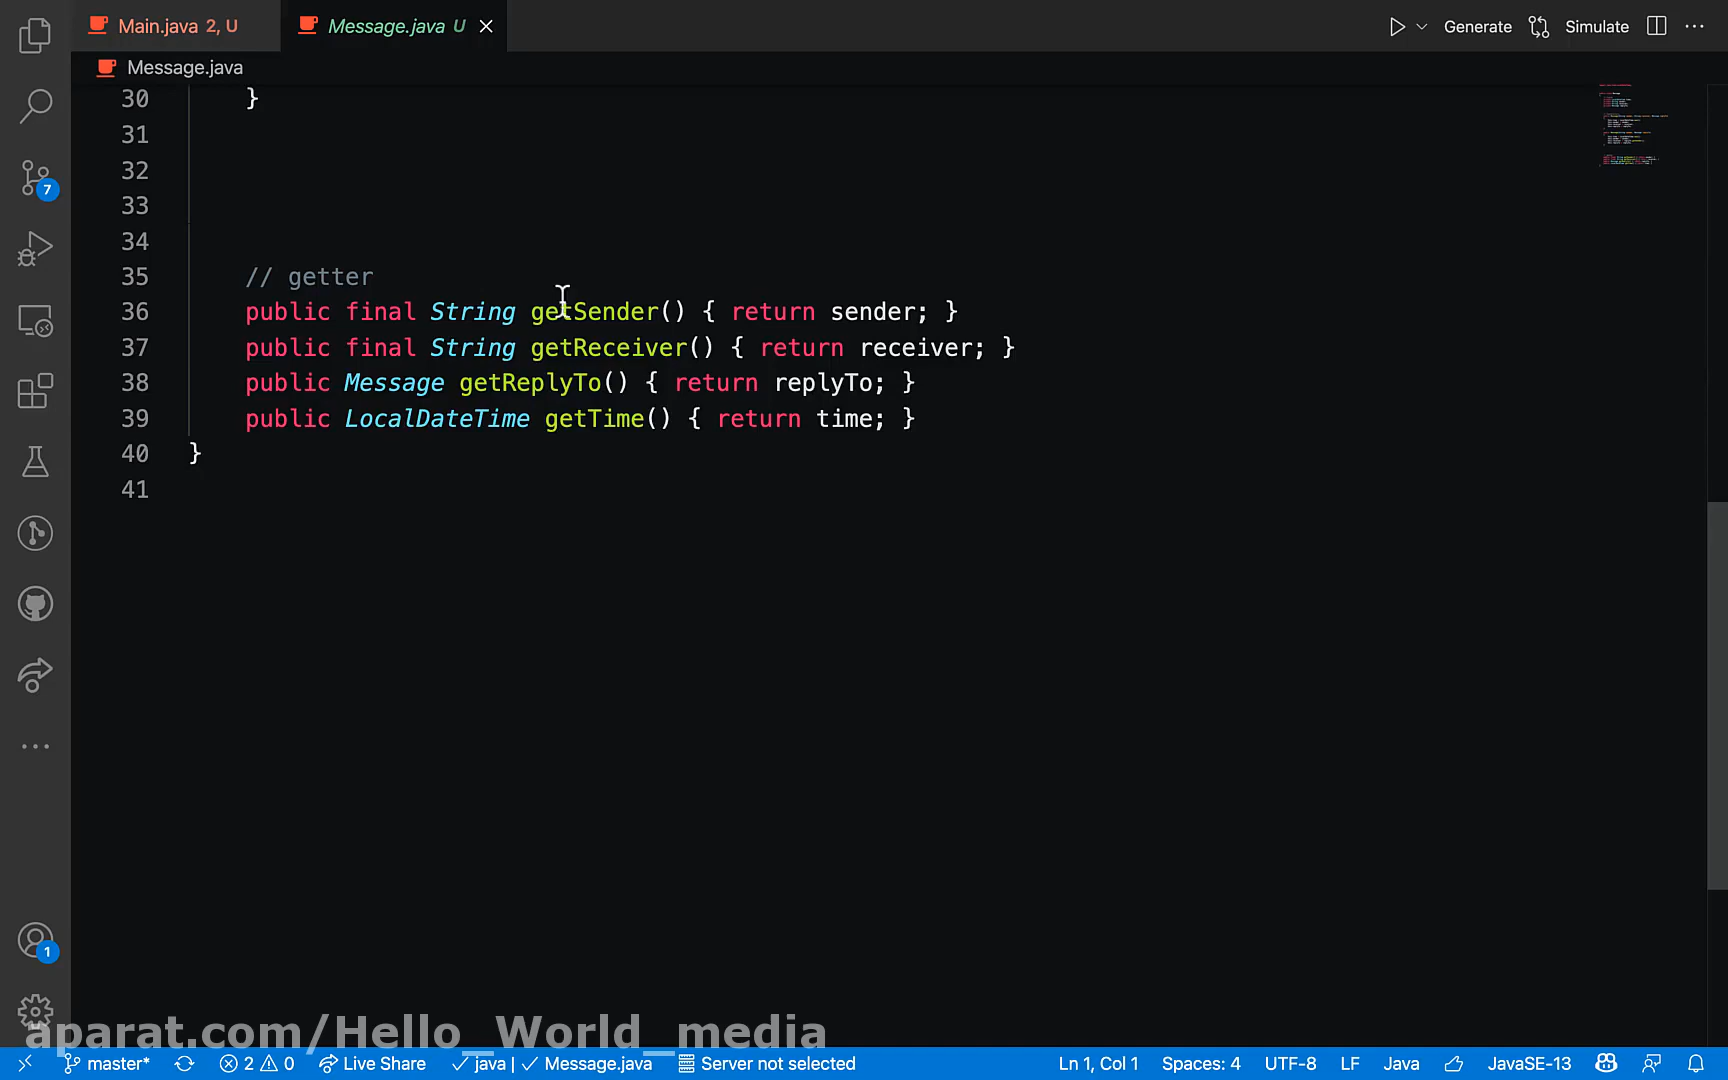 Main.java 2, U
Message.java U
Generate
Simulate
Message.java
30 }
31
32
33
34
35 // getter
36 public final String getSender() { return sender; }
37 public final String getReceiver() { return receiver; }
38 public Message getReplyTo() { return replyTo; }
39 public LocalDateTime getTime() { return time; }
40 }
41
7
1
aparat.com/Hello_World_media
master* 2 0 Live Share java | Message.java Server not selected Ln 1, Col 1 Spaces: 4 UTF-8 LF Java JavaSE-13